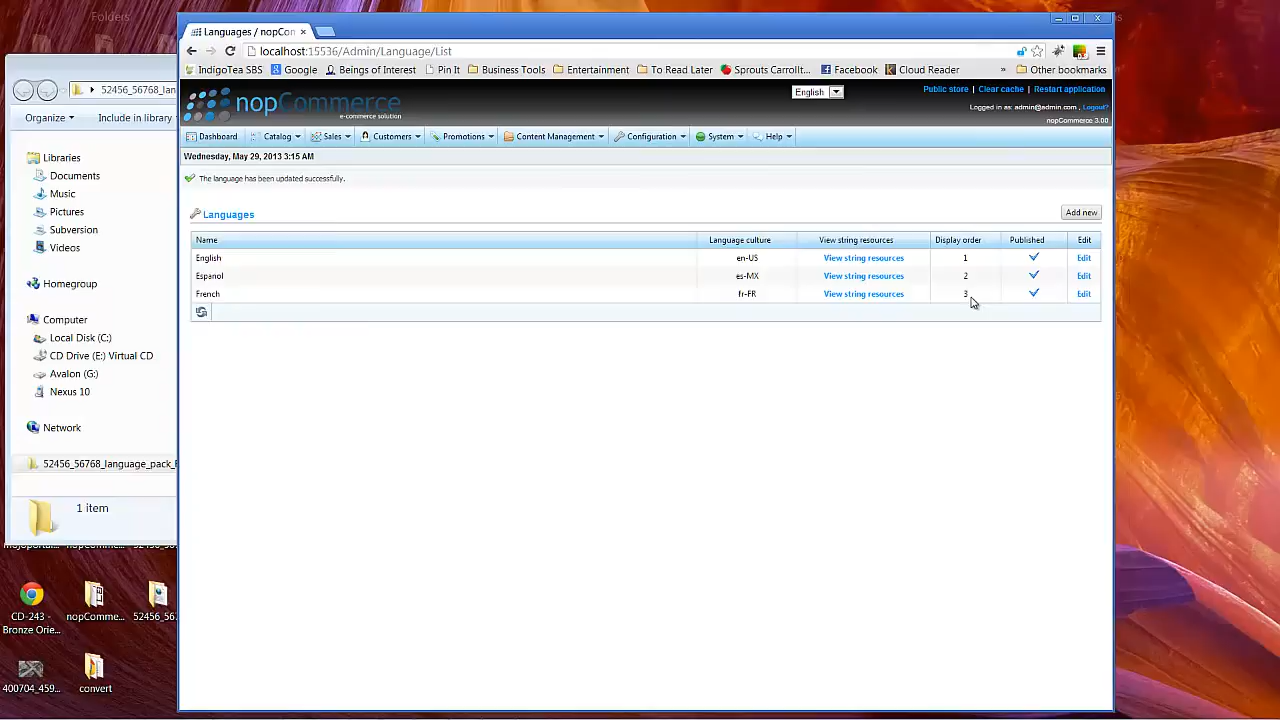 Folders
Languages / nopCon
localhost:15536/Admin/Language/List
IndigoTea SBS Google Beings of Interest Pin It Business Tools Entertainment To Read Later Sprouts Carrollt... Facebook Cloud Reader » Other bookmarks
52456_56768_lan
nopCommerce
e-commerce solution
English
Public store | Clear cache | Restart application
Logged in as: admin@admin.com , Logout?
nopCommerce 3.00
Organize Include in library
Dashboard Catalog Sales Customers Promotions Content Management Configuration System Help
Wednesday, May 29, 2013 3:15 AM
The language has been updated successfully.
Languages
Add new
Name Language culture View string resources Display order Published Edit
English en-US View string resources 1 Edit
Espanol es-MX View string resources 2 Edit
French fr-FR View string resources 3 Edit
Libraries
Documents
Music
Pictures
Subversion
Videos
Homegroup
Computer
Local Disk (C:)
CD Drive (E:) Virtual CD
Avalon (G:)
Nexus 10
Network
52456_56768_language_pack_F
1 item
CD-243 -
Bronze Orie...
nopComme...
52456_567
400704_459...
convert